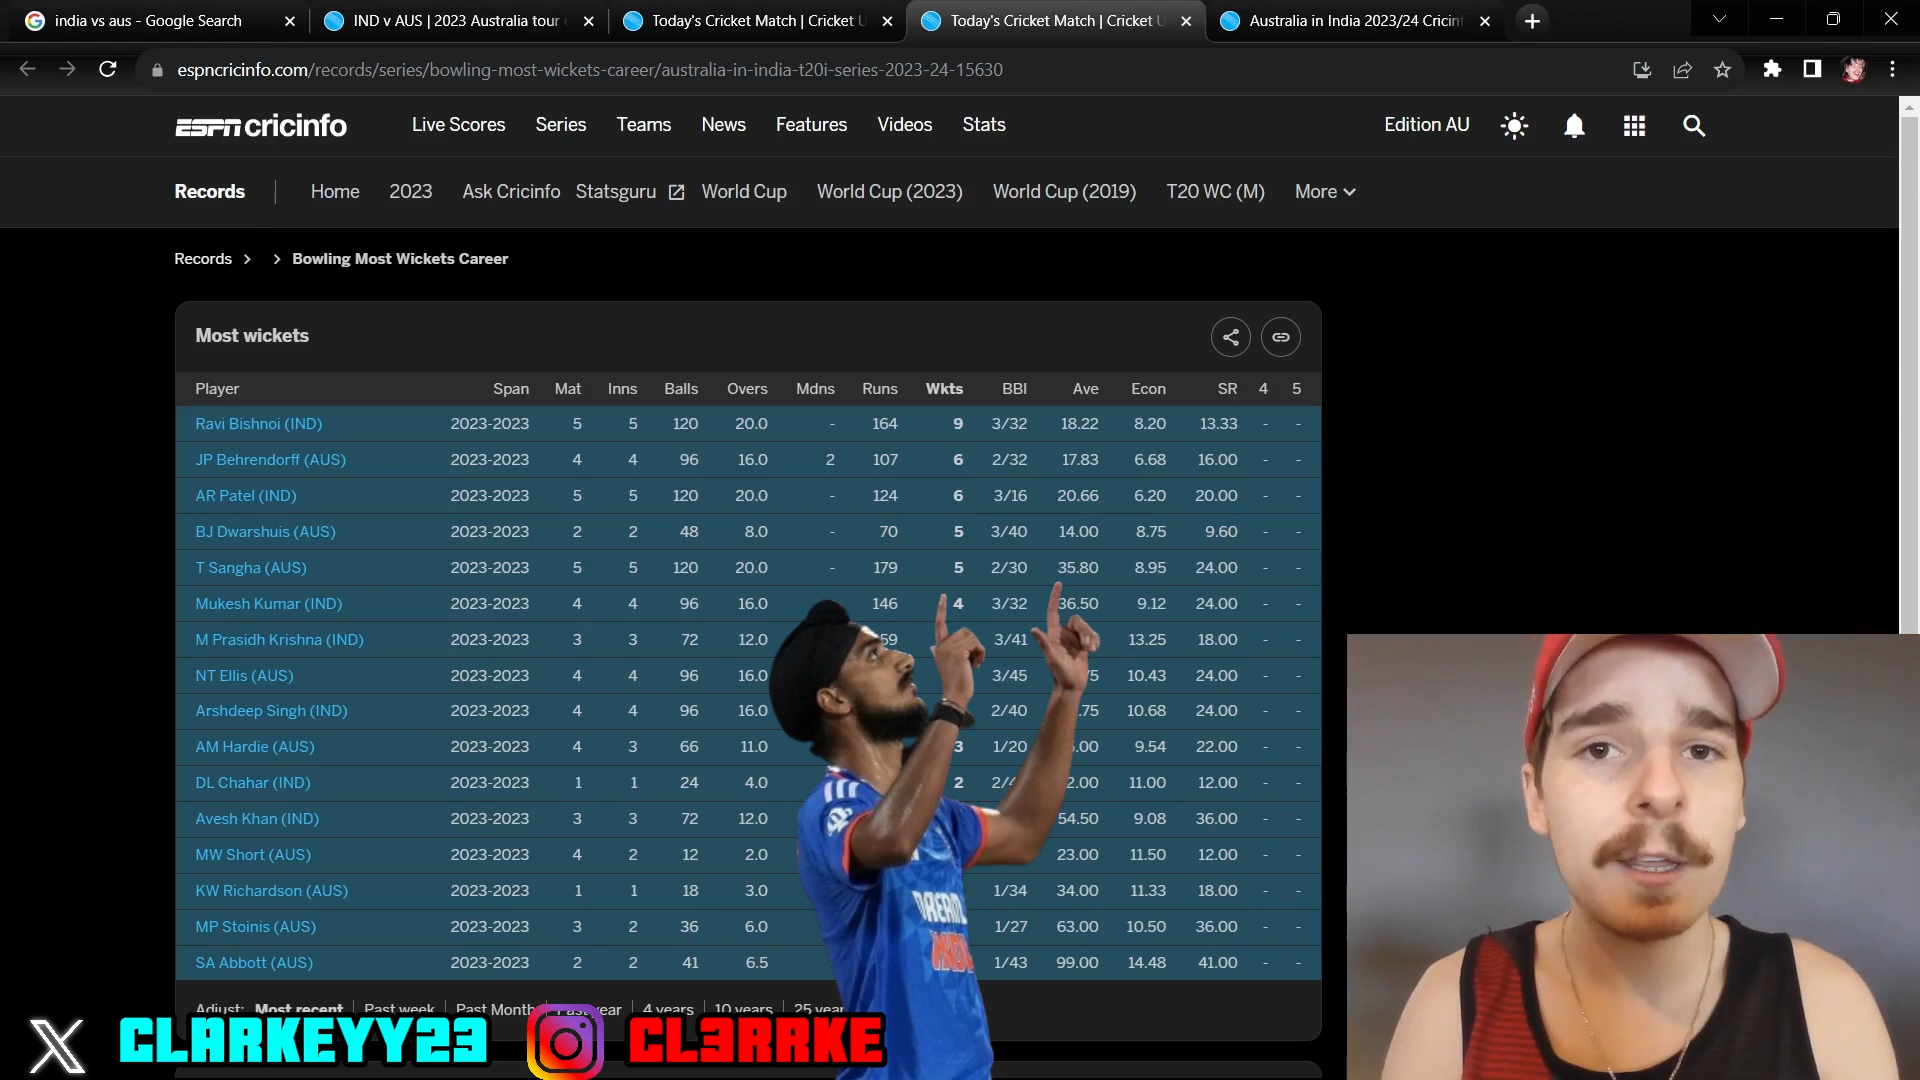 india vs aus - Google Search
IND v AUS | 2023 Australia tour
Today's Cricket Match | Cricket U
Today's Cricket Match | Cricket U
Australia in India 2023/24 Cricinf
espncricinfo.com/records/series/bowling-most-wickets-career/australia-in-india-t20i-series-2023-24-15630
ESPN cricinfo Live Scores Series Teams News Features Videos Stats Edition AU
Records Home 2023 Ask Cricinfo Statsguru World Cup World Cup (2023) World Cup (2019) T20 WC (M) More
Records > > Bowling Most Wickets Career
Most wickets
Player Span Mat Inns Balls Overs Mdns Runs Wkts BBI Ave Econ SR 4 5
Ravi Bishnoi (IND) 2023-2023 5 5 120 20.0 - 164 9 3/32 18.22 8.20 13.33 - -
JP Behrendorff (AUS) 2023-2023 4 4 96 16.0 2 107 6 2/32 17.83 6.68 16.00 - -
AR Patel (IND) 2023-2023 5 5 120 20.0 - 124 6 3/16 20.66 6.20 20.00 - -
BJ Dwarshuis (AUS) 2023-2023 2 2 48 8.0 - 70 5 3/40 14.00 8.75 9.60 - -
T Sangha (AUS) 2023-2023 5 5 120 20.0 - 179 5 2/30 35.80 8.95 24.00 - -
Mukesh Kumar (IND) 2023-2023 4 4 96 16.0 146 4 3/32 36.50 9.12 24.00 - -
M Prasidh Krishna (IND) 2023-2023 3 3 72 12.0 59 3/41 13.25 18.00 - -
NT Ellis (AUS) 2023-2023 4 4 96 16.0 3/45 10.43 24.00 - -
Arshdeep Singh (IND) 2023-2023 4 4 96 16.0 2/40 .75 10.68 24.00 - -
AM Hardie (AUS) 2023-2023 4 3 66 11.0 3 1/20 .00 9.54 22.00 - -
DL Chahar (IND) 2023-2023 1 1 24 4.0 2 2/4 2.00 11.00 12.00 - -
Avesh Khan (IND) 2023-2023 3 3 72 12.0 54.50 9.08 36.00 - -
MW Short (AUS) 2023-2023 4 2 12 2.0 23.00 11.50 12.00 - -
KW Richardson (AUS) 2023-2023 1 1 18 3.0 1/34 34.00 11.33 18.00 - -
MP Stoinis (AUS) 2023-2023 3 2 36 6.0 1/27 63.00 10.50 36.00 - -
SA Abbott (AUS) 2023-2023 2 2 41 6.5 1/43 99.00 14.48 41.00 - -
Adjust: Most recent | Past week | Past Month | Past year | 4 years | 10 years | 25 year
CLARKEYY23 CL3RRKE
DREAM